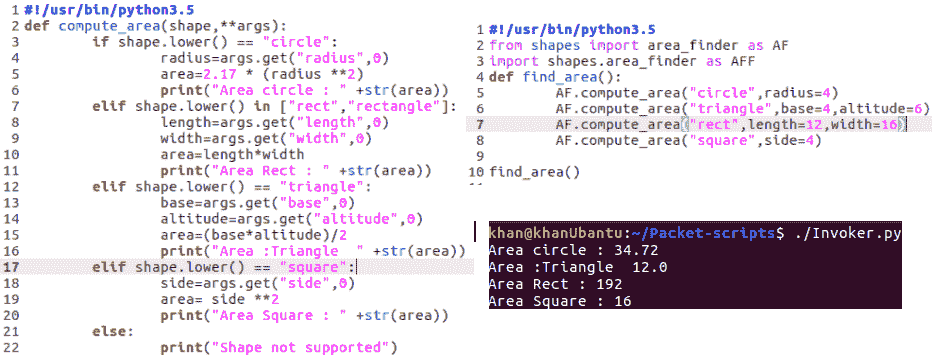 1 #!/usr/bin/python3.5
2 def compute_area(shape,**args):
3 if shape.lower() == "circle":
4 radius=args.get("radius",0)
5 area=2.17 * (radius **2)
6 print("Area circle : " +str(area))
7 elif shape.lower() in ["rect","rectangle"]:
8 length=args.get("length",0)
9 width=args.get("width",0)
10 area=length*width
11 print("Area Rect : " +str(area))
12 elif shape.lower() == "triangle":
13 base=args.get("base",0)
14 altitude=args.get("altitude",0)
15 area=(base*altitude)/2
16 print("Area :Triangle  " +str(area))
17 elif shape.lower() == "square":
18 side=args.get("side",0)
19 area= side **2
20 print("Area Square : " +str(area))
21 else:
22 print("Shape not supported")
1 #!/usr/bin/python3.5
2 from shapes import area_finder as AF
3 import shapes.area_finder as AFF
4 def find_area():
5 AF.compute_area("circle",radius=4)
6 AF.compute_area("triangle",base=4,altitude=6)
7 AF.compute_area("rect",length=12,width=16)
8 AF.compute_area("square",side=4)
9
10 find_area()
khan@khanUbantu:~/Packet-scripts$ ./Invoker.py
Area circle : 34.72
Area :Triangle  12.0
Area Rect : 192
Area Square : 16